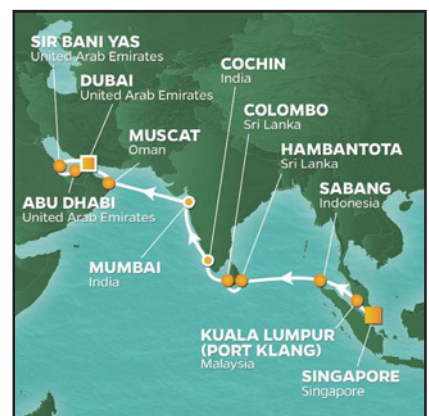 SIR BANI YAS
United Arab Emirates
DUBAI
United Arab Emirates
COCHIN
India
COLOMBO
Sri Lanka
MUSCAT
Oman
HAMBANTOTA
Sri Lanka
SABANG
Indonesia
ABU DHABI
United Arab Emirates
MUMBAI
India
KUALA LUMPUR
(PORT KLANG)
Malaysia
SINGAPORE
Singapore